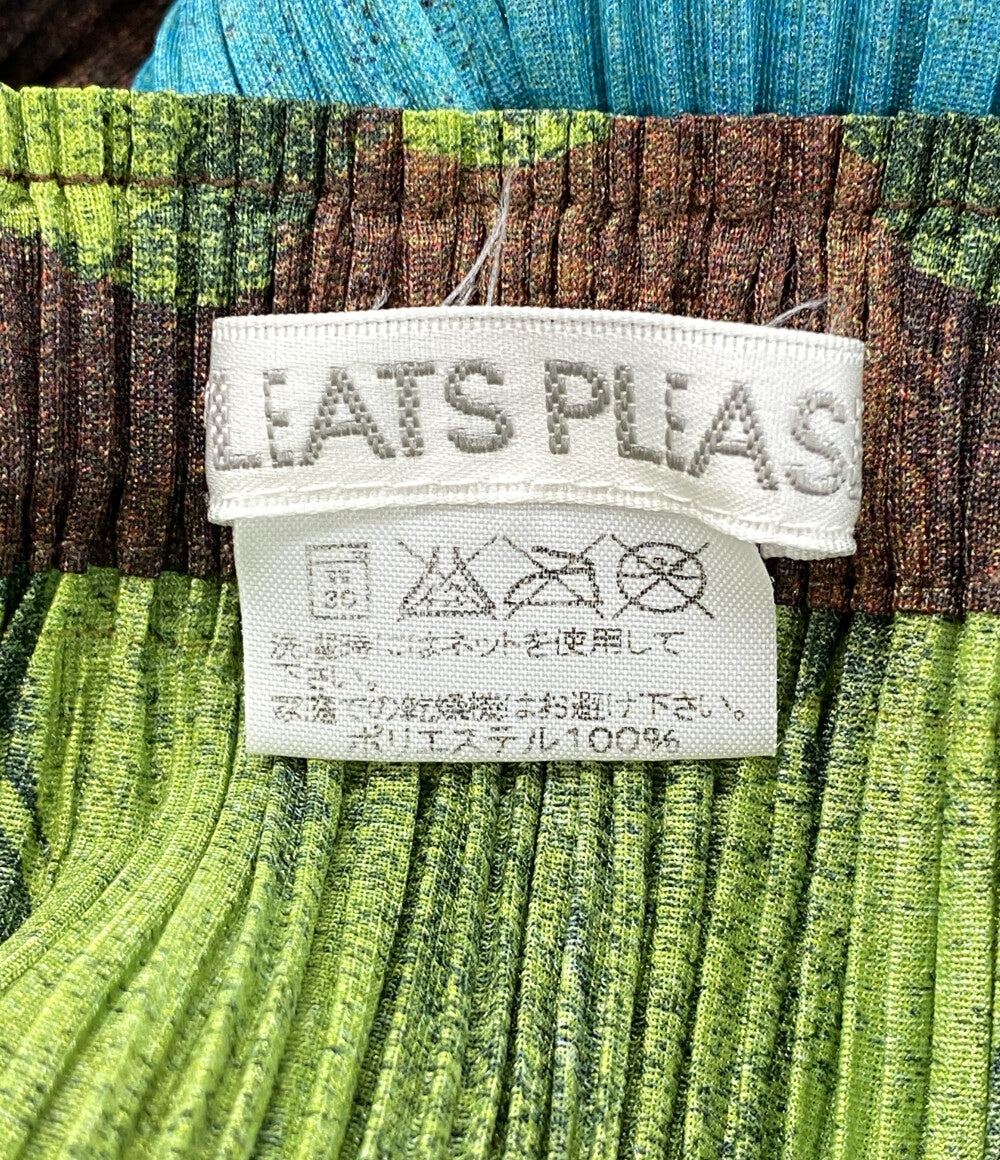 LEATS PLEAS
30
洗濯時にはネットを使用して
下さい。
家庭での乾燥機はお避け下さい。
ポリエステル100%